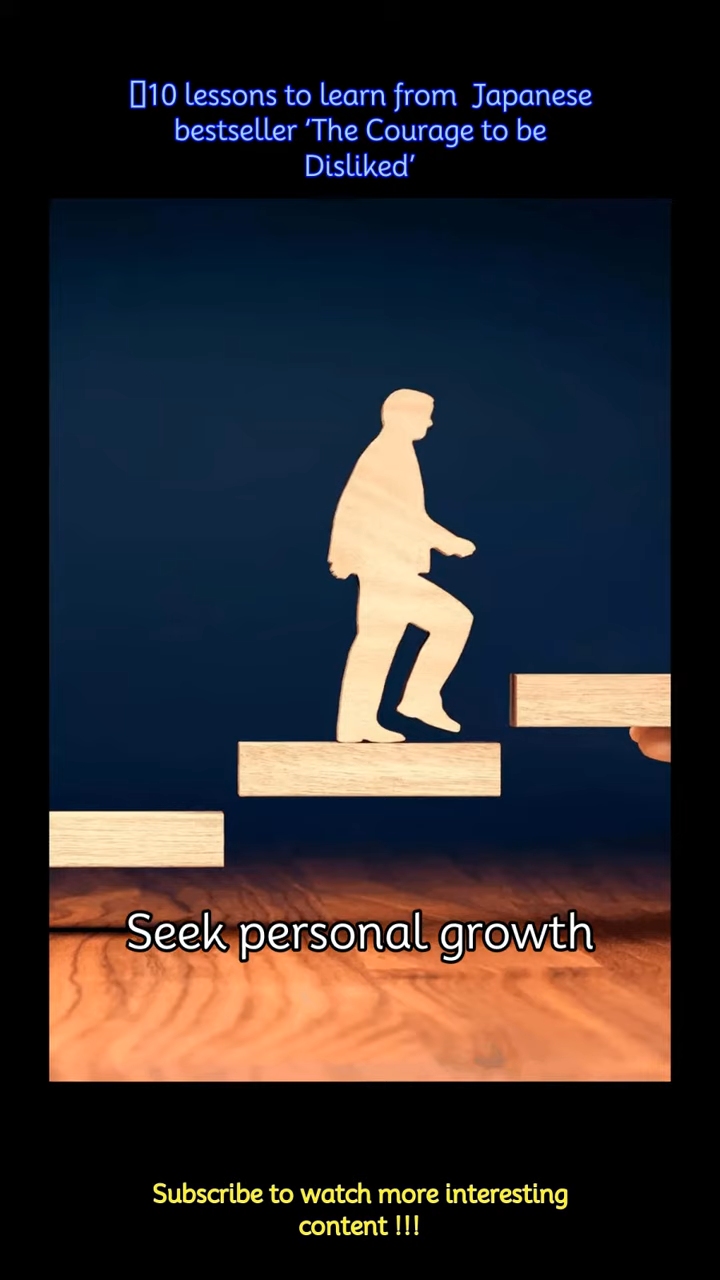 10 lessons to learn from Japanese
bestseller ‘The Courage to be
Disliked’
Seek personal growth
Subscribe to watch more interesting
content !!!